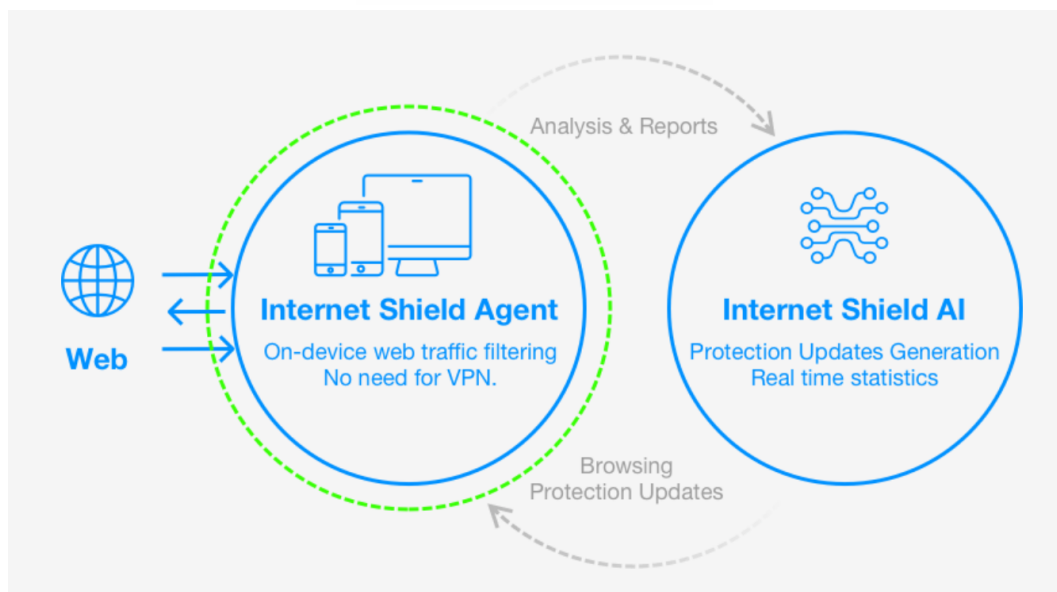 Analysis & Reports
Web
Internet Shield Agent
On-device web traffic filtering
No need for VPN.
Internet Shield AI
Protection Updates Generation
Real time statistics
Browsing
Protection Updates